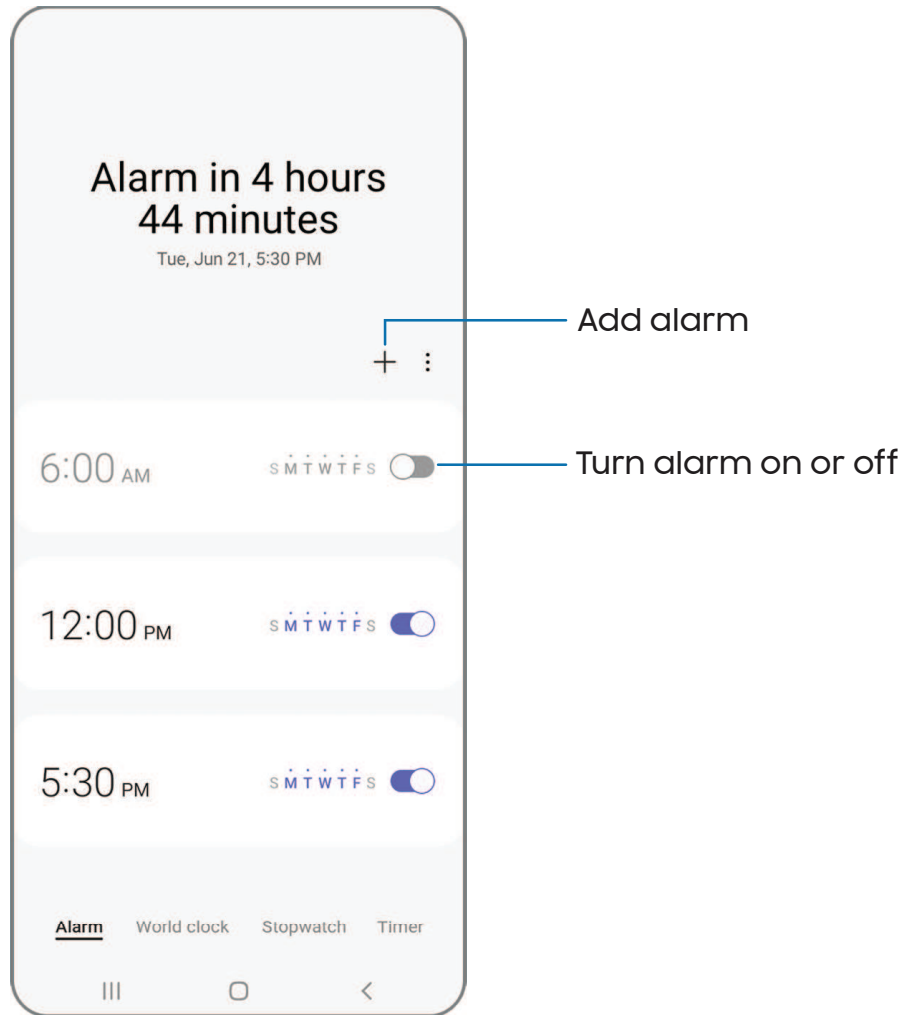 Alarm in 4 hours
44 minutes
Tue, Jun 21, 5:30 PM
Add alarm
6:00 AM S M T W T F S
Turn alarm on or off
12:00 PM S M T W T F S
5:30 PM S M T W T F S
Alarm World clock Stopwatch Timer